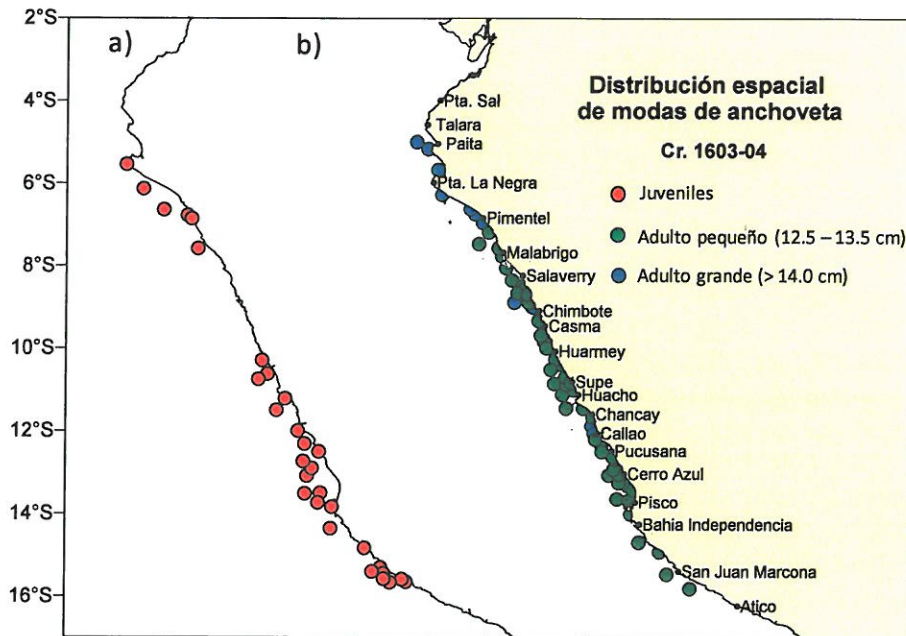 2°S
4°S
6°S
8°S
10°S
12°S
14°S
16°S
a)
b)
Distribución espacial
de modas de anchoveta
Cr. 1603-04
Juveniles
Adulto pequeño (12.5 – 13.5 cm)
Adulto grande (> 14.0 cm)
Pta. Sal
Talara
Paita
Pta. La Negra
Pimentel
Malabrigo
Salaverry
Chimbote
Casma
Huarmey
Supe
Huacho
Chancay
Callao
Pucusana
Cerro Azul
Pisco
Bahia Independencia
San Juan Marcona
Atico